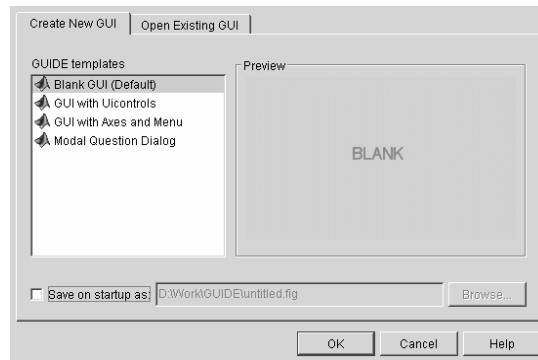 Create New GUI
Open Existing GUI
GUIDE templates
Preview
Blank GUI (Default)
GUI with Uicontrols
GUI with Axes and Menu
Modal Question Dialog
BLANK
Save on startup as:
D:\Work\GUIDE\untitled.fig
Browse...
OK
Cancel
Help